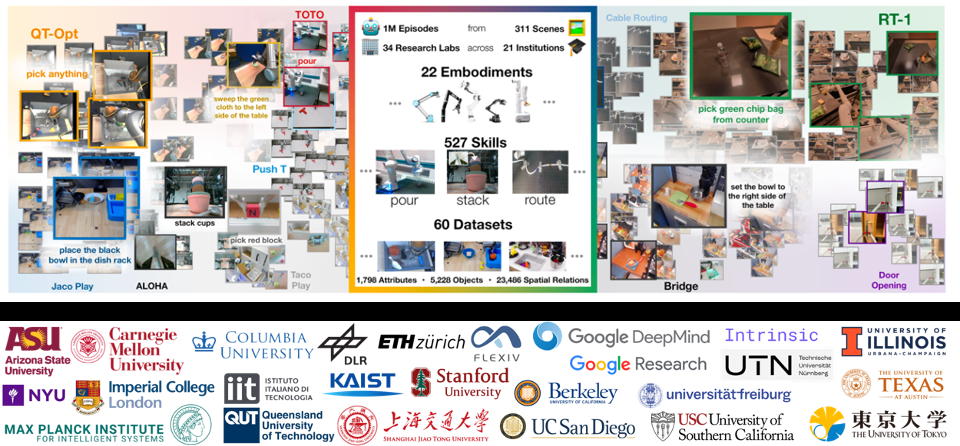 QT-Opt
pick anything
TOTO
pour
sweep the green
cloth to the left
side of the table
Push T
stack cups
pick red block
place the black
bowl in the dish rack
Jaco Play
ALOHA
Taco
Play
1M Episodes from 311 Scenes
34 Research Labs across 21 Institutions
22 Embodiments
527 Skills
pour stack route
60 Datasets
1,798 Attributes • 5,228 Objects • 23,486 Spatial Relations
Cable Routing
RT-1
pick green chip bag
from counter
set the bowl to
the right side of
the table
Bridge
Door
Opening
ASU
Arizona State
University
Carnegie
Mellon
University
COLUMBIA
UNIVERSITY
DLR
ETH zürich
FLEXIV
Google DeepMind
Google Research
Intrinsic
UTN
Technische
Universität
Nürnberg
UNIVERSITY OF
ILLINOIS
URBANA-CHAMPAIGN
NYU
Imperial College
London
iit
ISTITUTO
ITALIANO DI
TECNOLOGIA
KAIST
Stanford
University
Berkeley
UNIVERSITY OF CALIFORNIA
universität freiburg
THE UNIVERSITY OF
TEXAS
AT AUSTIN
MAX PLANCK INSTITUTE
FOR INTELLIGENT SYSTEMS
QUT
Queensland
University
of Technology
上海交通大学
SHANGHAI JIAO TONG UNIVERSITY
UC San Diego
USC University of
Southern California
東京大学
THE UNIVERSITY OF TOKYO